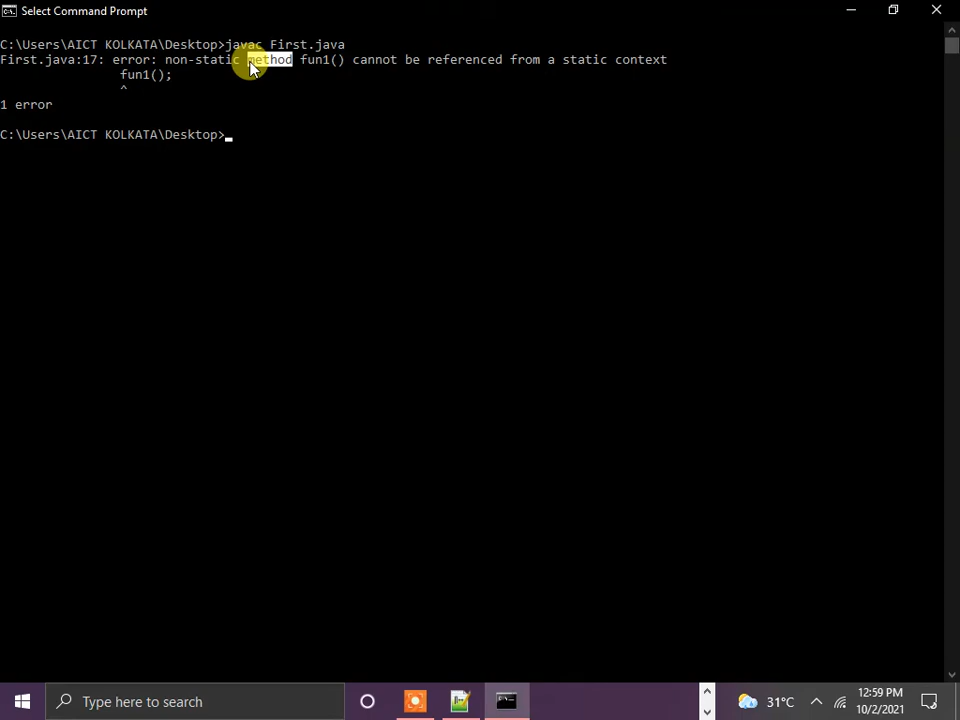 Select Command Prompt
C:\Users\AICT KOLKATA\Desktop>javac First.java
First.java:17: error: non-static method fun1() cannot be referenced from a static context
fun1();
^
1 error
C:\Users\AICT KOLKATA\Desktop>
Type here to search
31°C
12:59 PM
10/2/2021